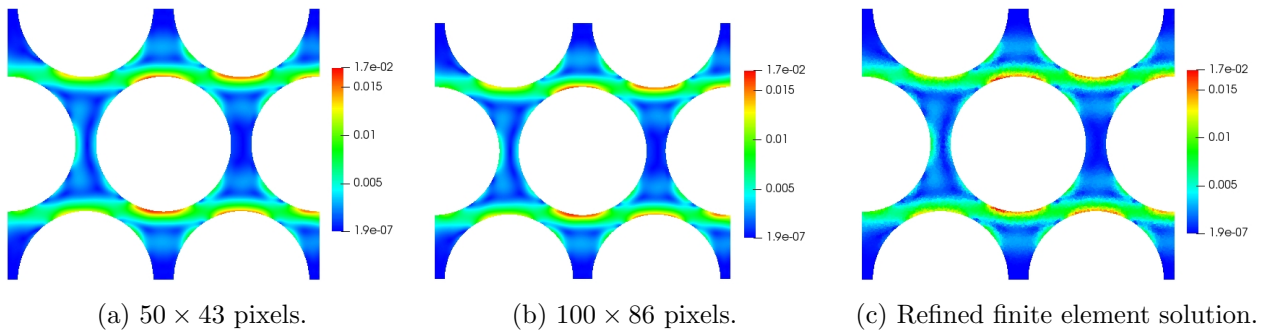 1.7e-02
0.015
0.01
0.005
1.9e-07
1.7e-02
0.015
0.01
0.005
1.9e-07
1.7e-02
0.015
0.01
0.005
1.9e-07
(a) 50 × 43 pixels.
(b) 100 × 86 pixels.
(c) Refined finite element solution.